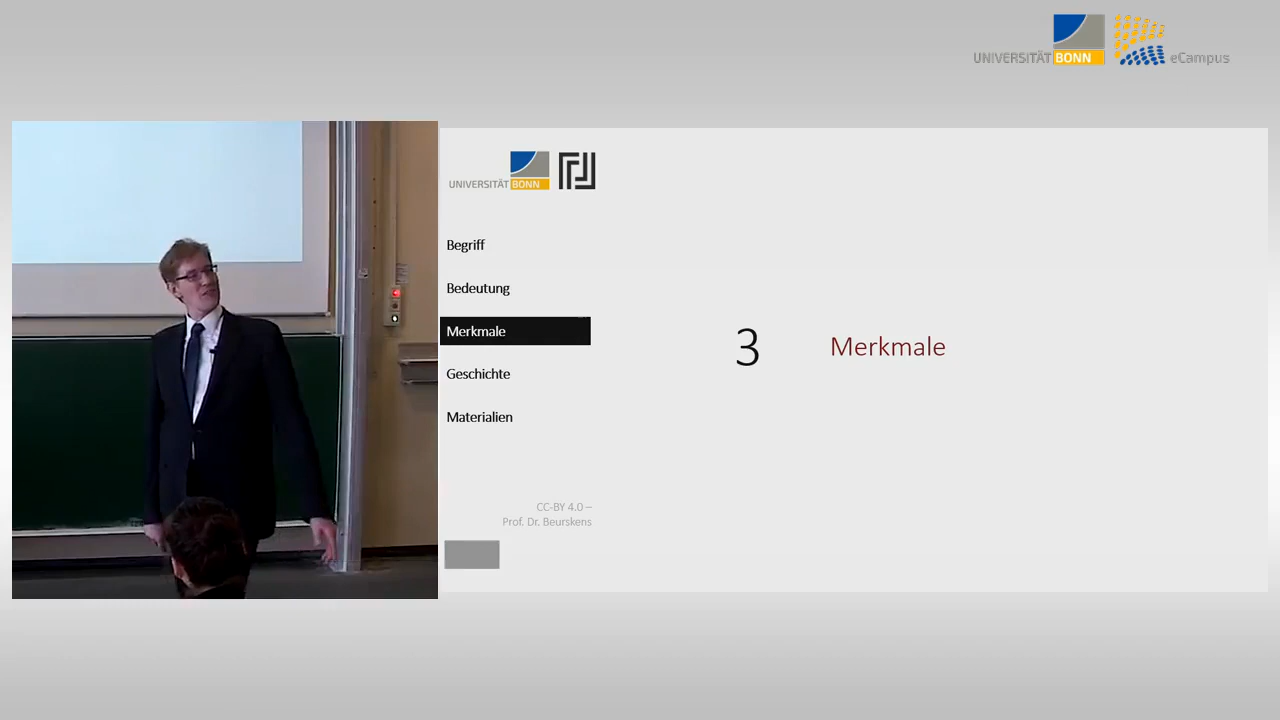 UNIVERSITÄT BONN
eCampus
UNIVERSITÄT BONN
Begriff
Bedeutung
Merkmale
Geschichte
Materialien
3 Merkmale
CC-BY 4.0 –
Prof. Dr. Beurskens